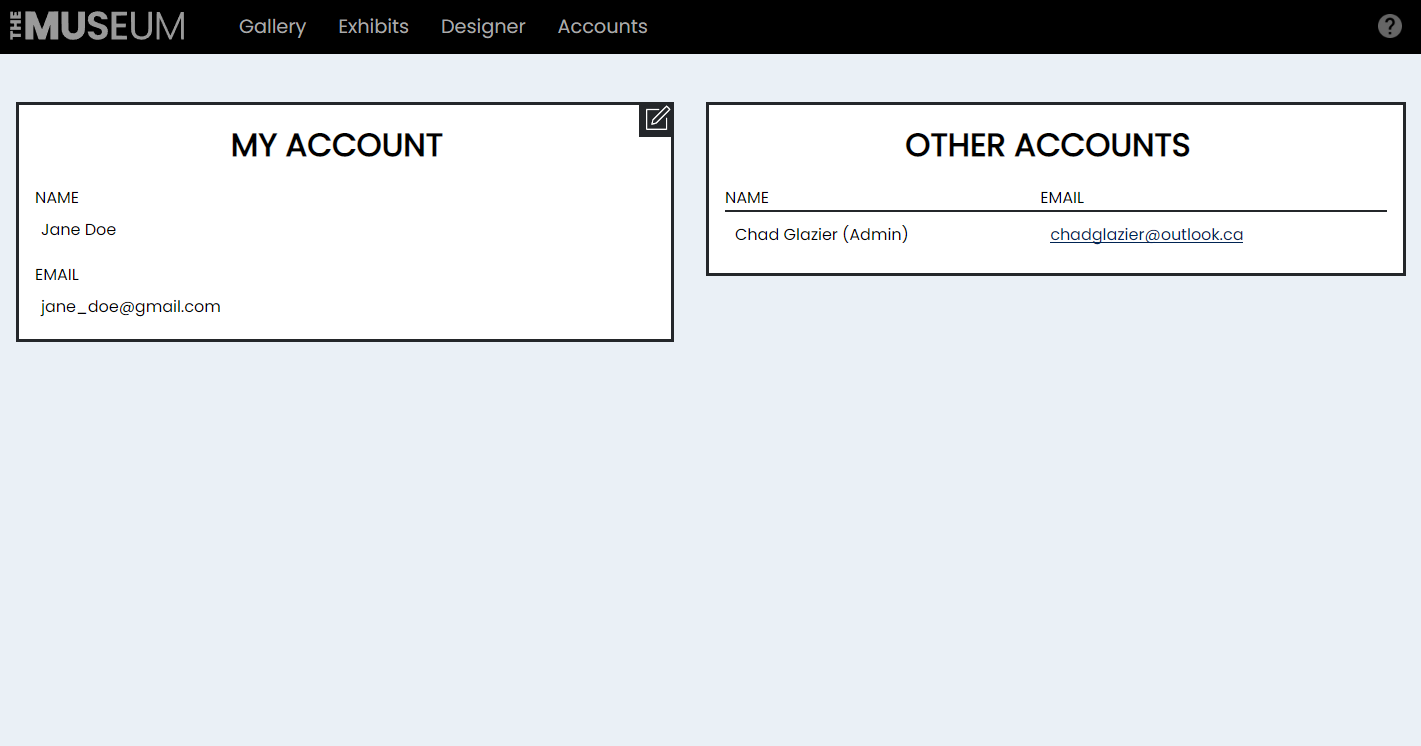 THE MUSEUM Gallery Exhibits Designer Accounts ?
MY ACCOUNT
NAME
Jane Doe
EMAIL
jane_doe@gmail.com
OTHER ACCOUNTS
NAME EMAIL
Chad Glazier (Admin) chadglazier@outlook.ca